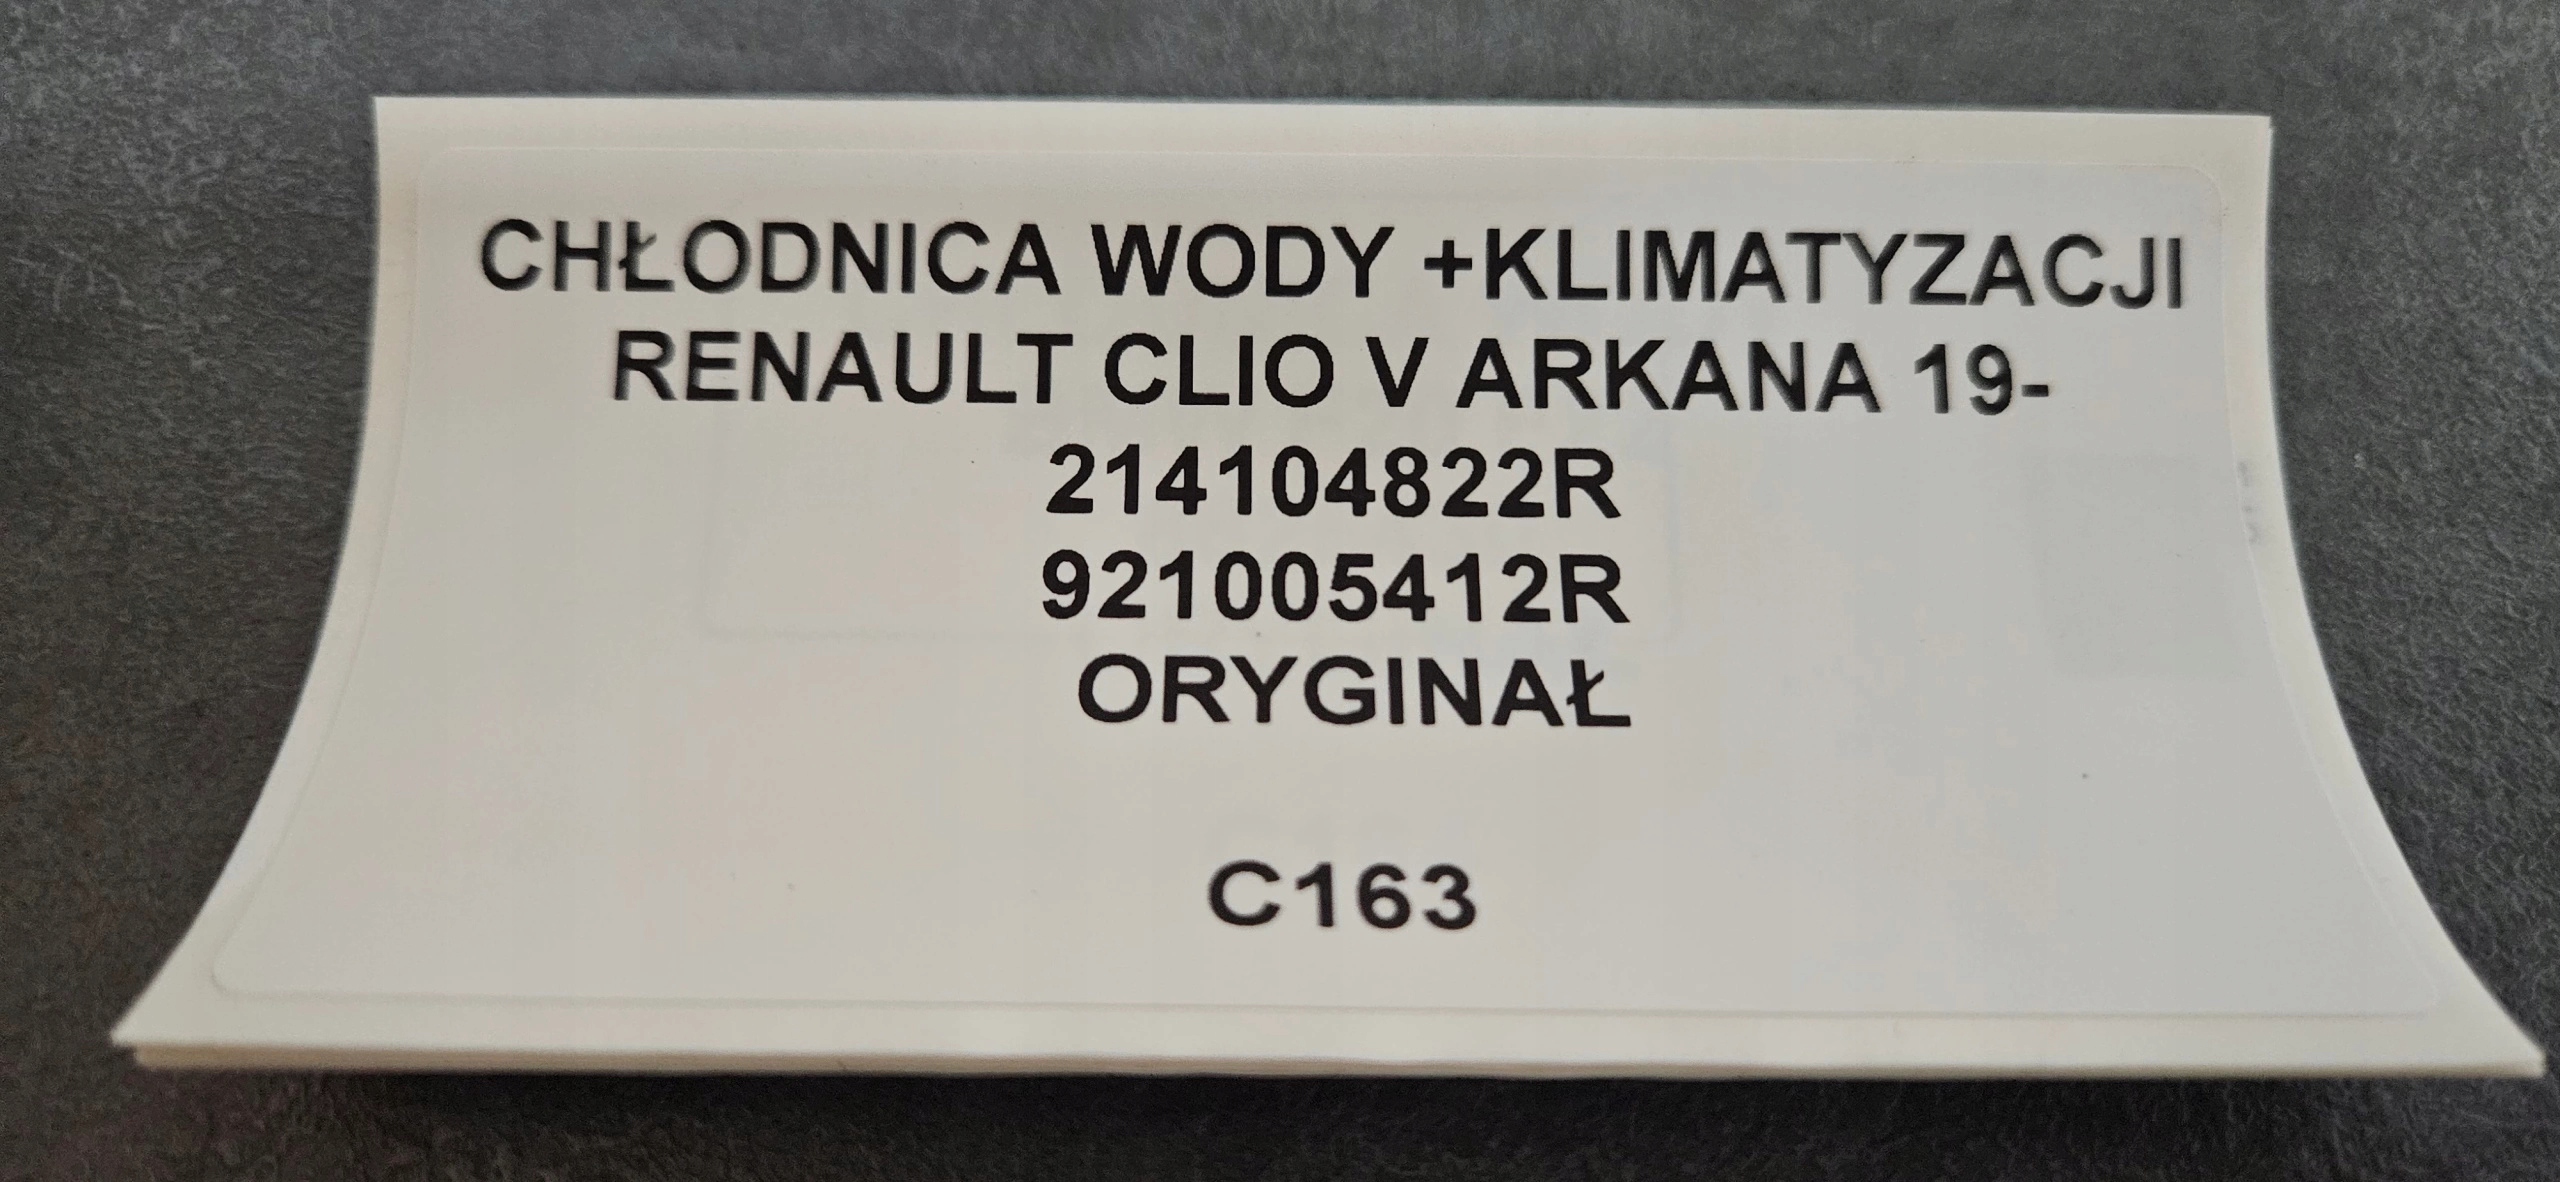 CHŁODNICA WODY +KLIMATYZACJI
RENAULT CLIO V ARKANA 19-
214104822R
921005412R
ORYGINAŁ
C163